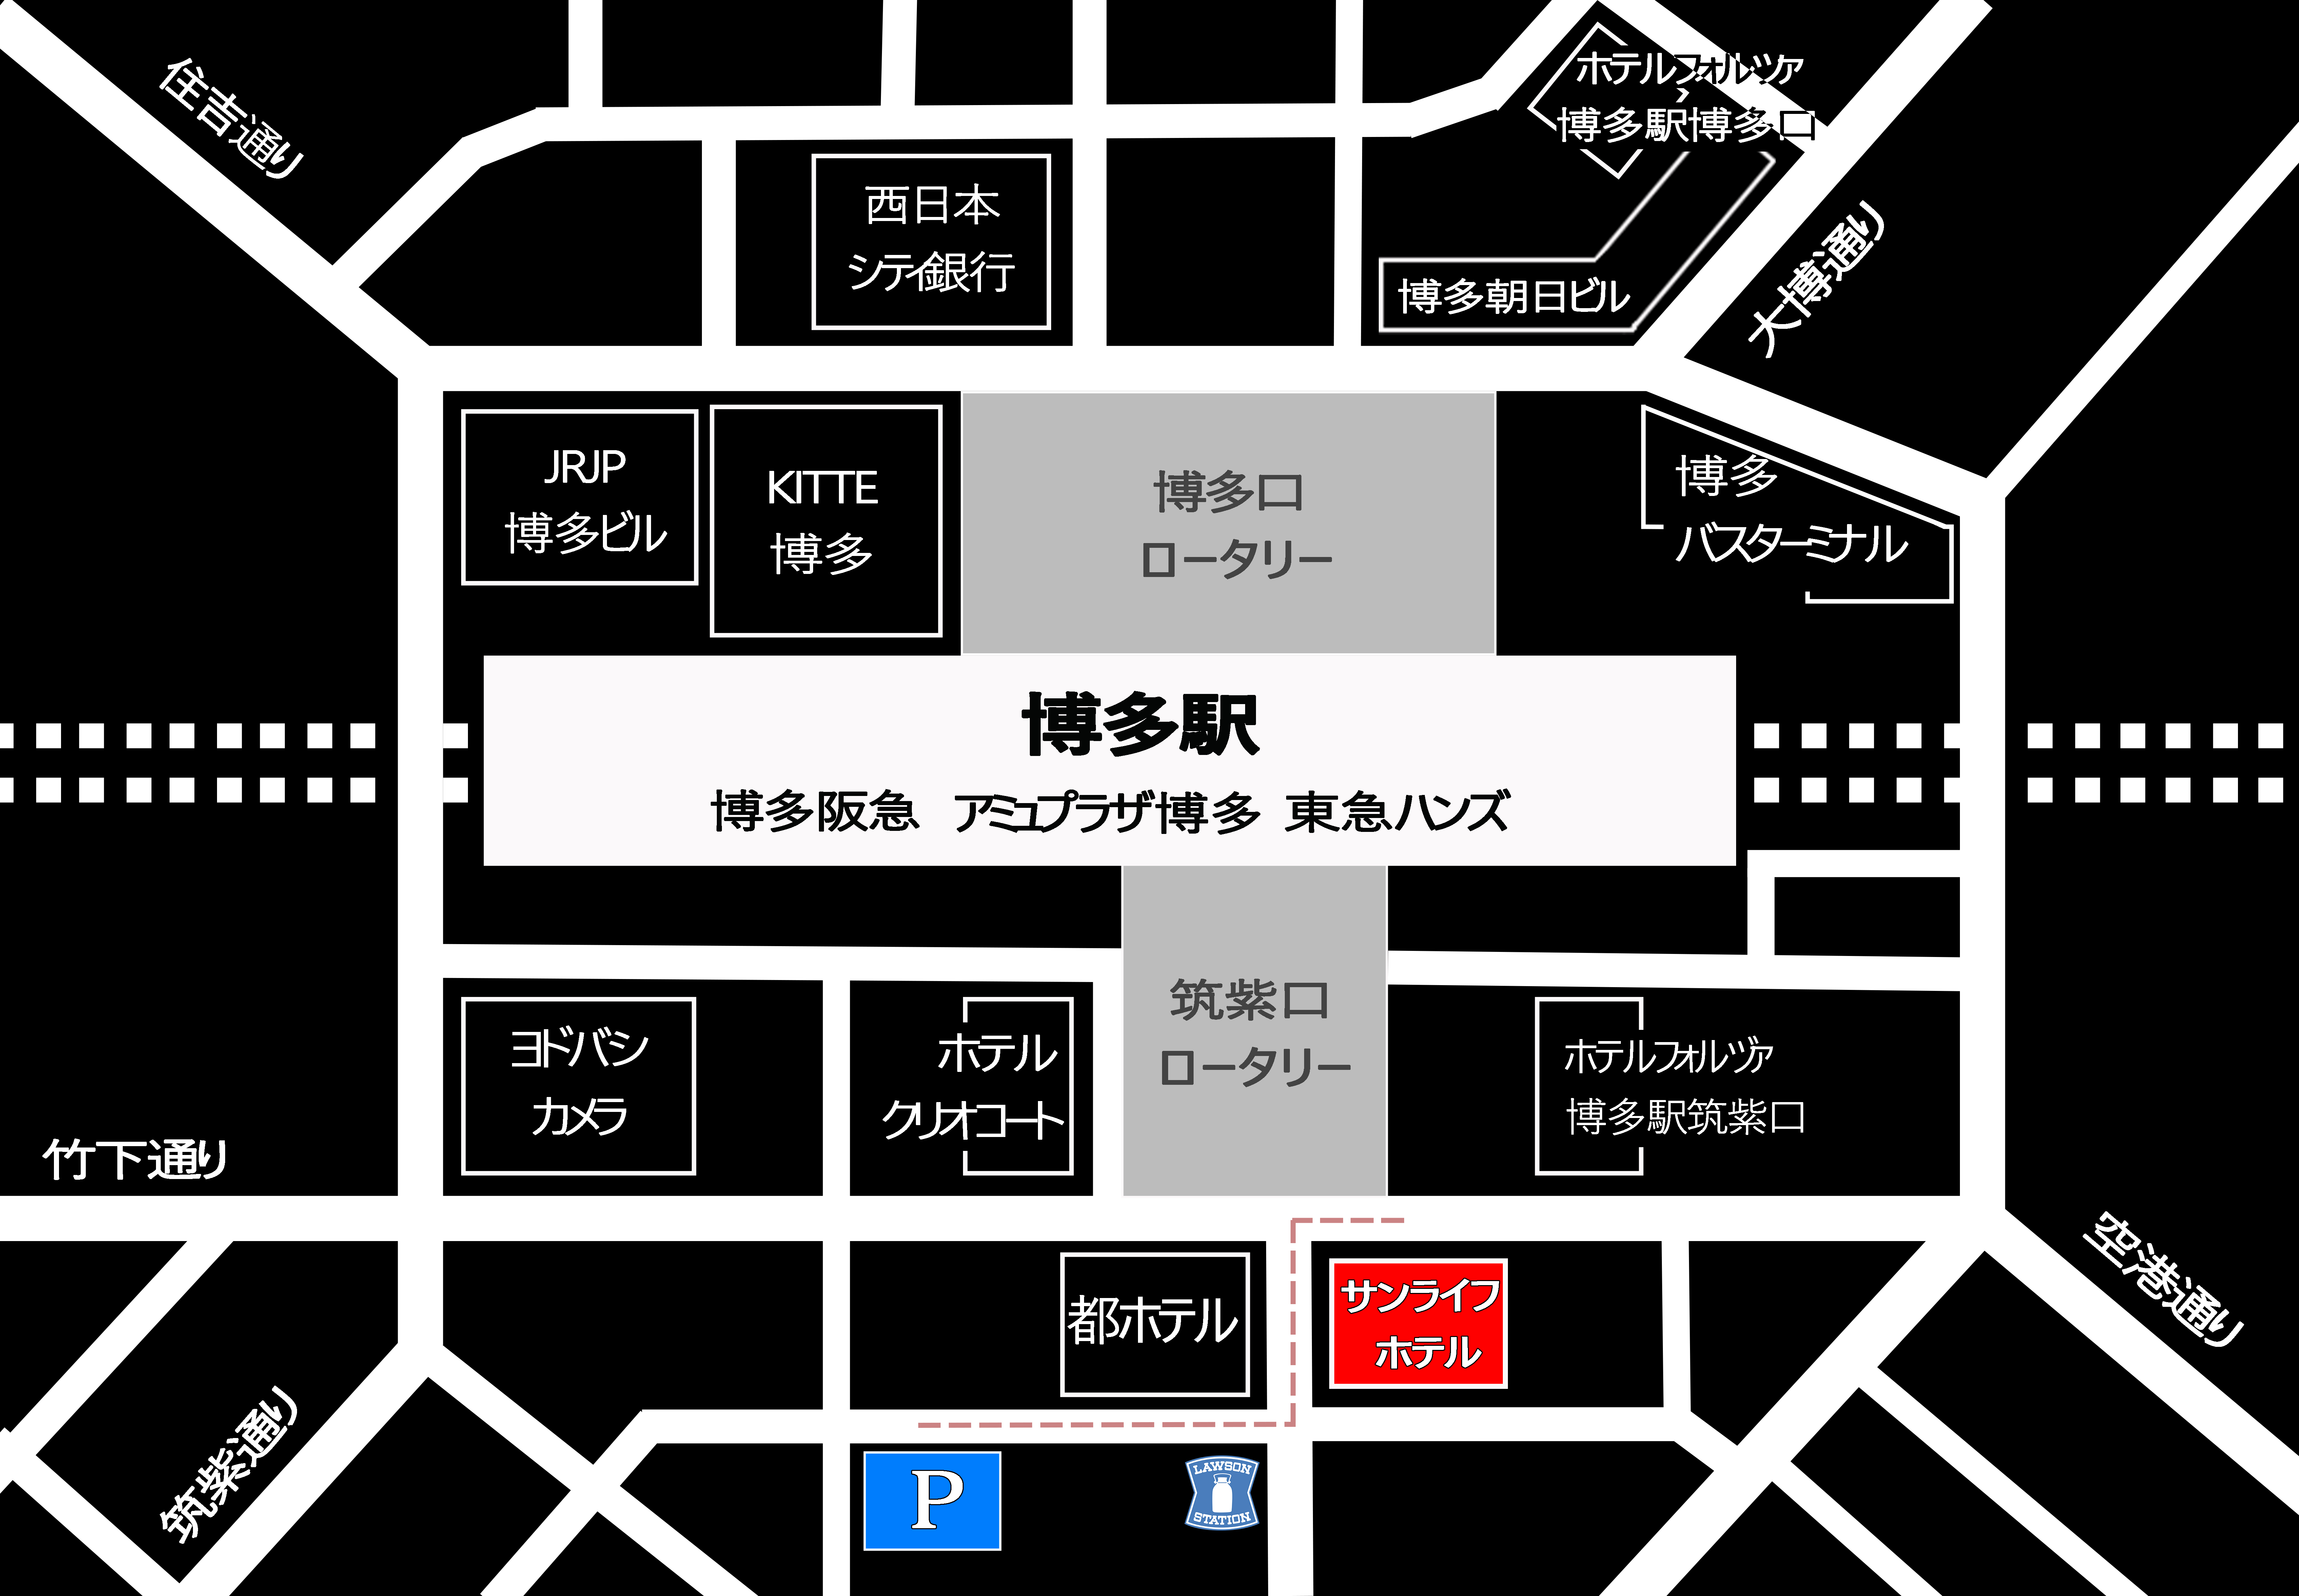 住吉通り
ホテルフォルツァ
博多駅博多口
西日本
シティ銀行
博多朝日ビル
大博通り
JRJP
博多ビル
KITTE
博多
博多口
ロータリー
博多
バスターミナル
博多駅
博多阪急 アミュプラザ博多 東急ハンズ
ヨドバシ
カメラ
ホテル
クリオコート
筑紫口
ロータリー
ホテルフォルツァ
博多駅筑紫口
竹下通り
空港通り
都ホテル
サンライフ
ホテル
筑紫通り
P
LAWSON
STATION